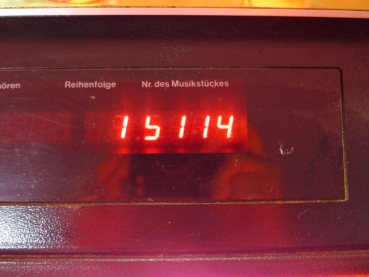 ören Reihenfolge Nr. des Musikstückes
15114